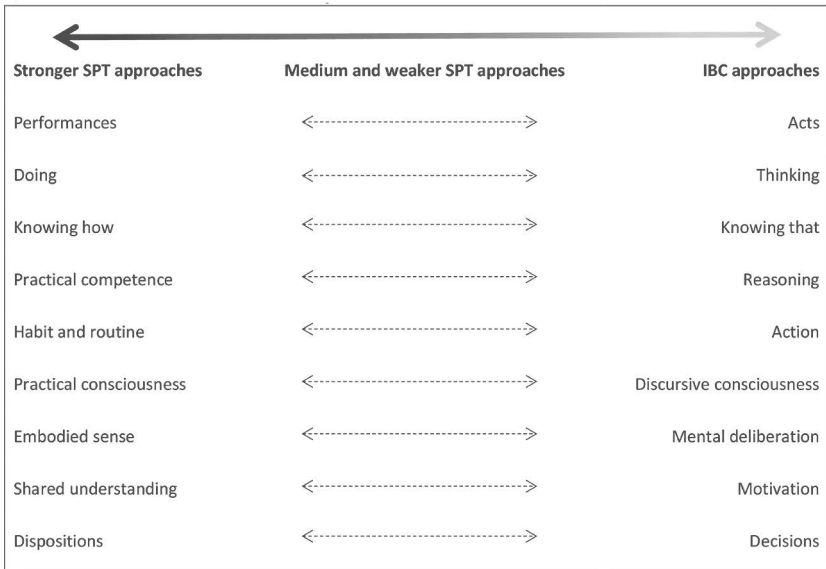 Stronger SPT approaches Medium and weaker SPT approaches IBC approaches
Performances Acts
Doing Thinking
Knowing how Knowing that
Practical competence Reasoning
Habit and routine Action
Practical consciousness Discursive consciousness
Embodied sense Mental deliberation
Shared understanding Motivation
Dispositions Decisions